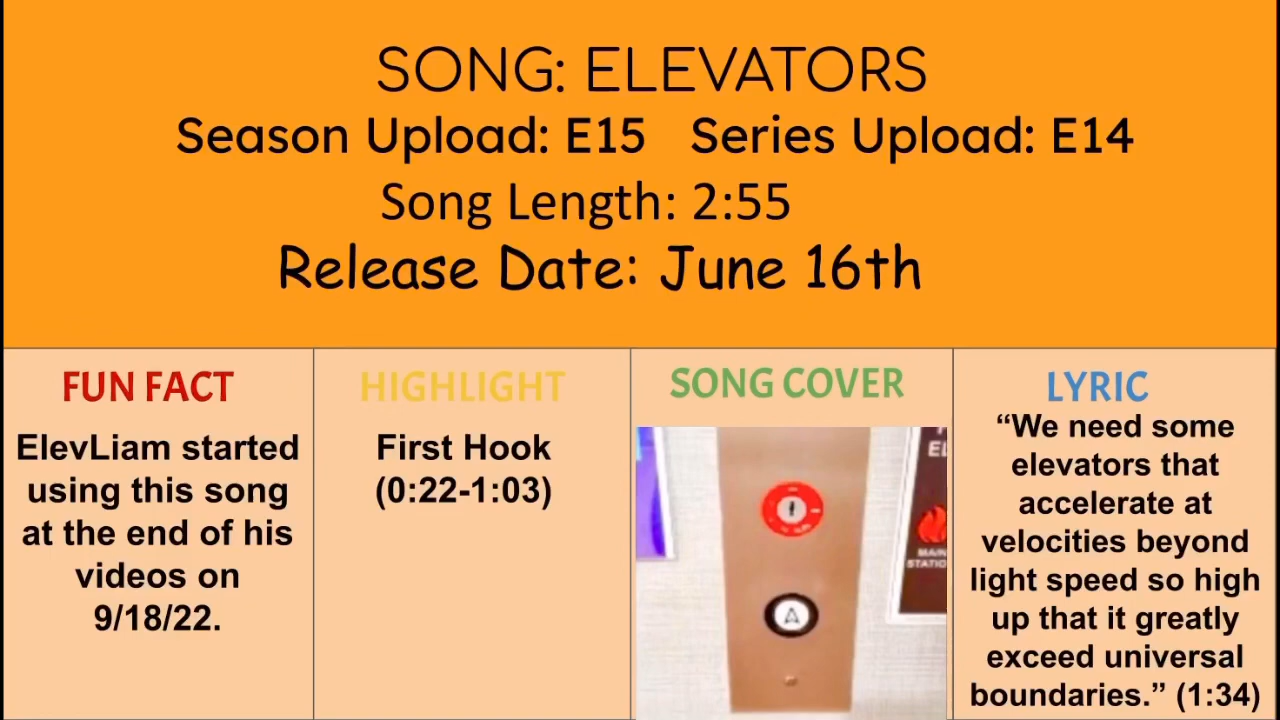 SONG: ELEVATORS
Season Upload: E15   Series Upload: E14
Song Length: 2:55
Release Date: June 16th
FUN FACT
ElevLiam started
using this song
at the end of his
videos on
9/18/22.
HIGHLIGHT
First Hook
(0:22-1:03)
SONG COVER
EL
MAIN
STATIO
LYRIC
“We need some
elevators that
accelerate at
velocities beyond
light speed so high
up that it greatly
exceed universal
boundaries.” (1:34)